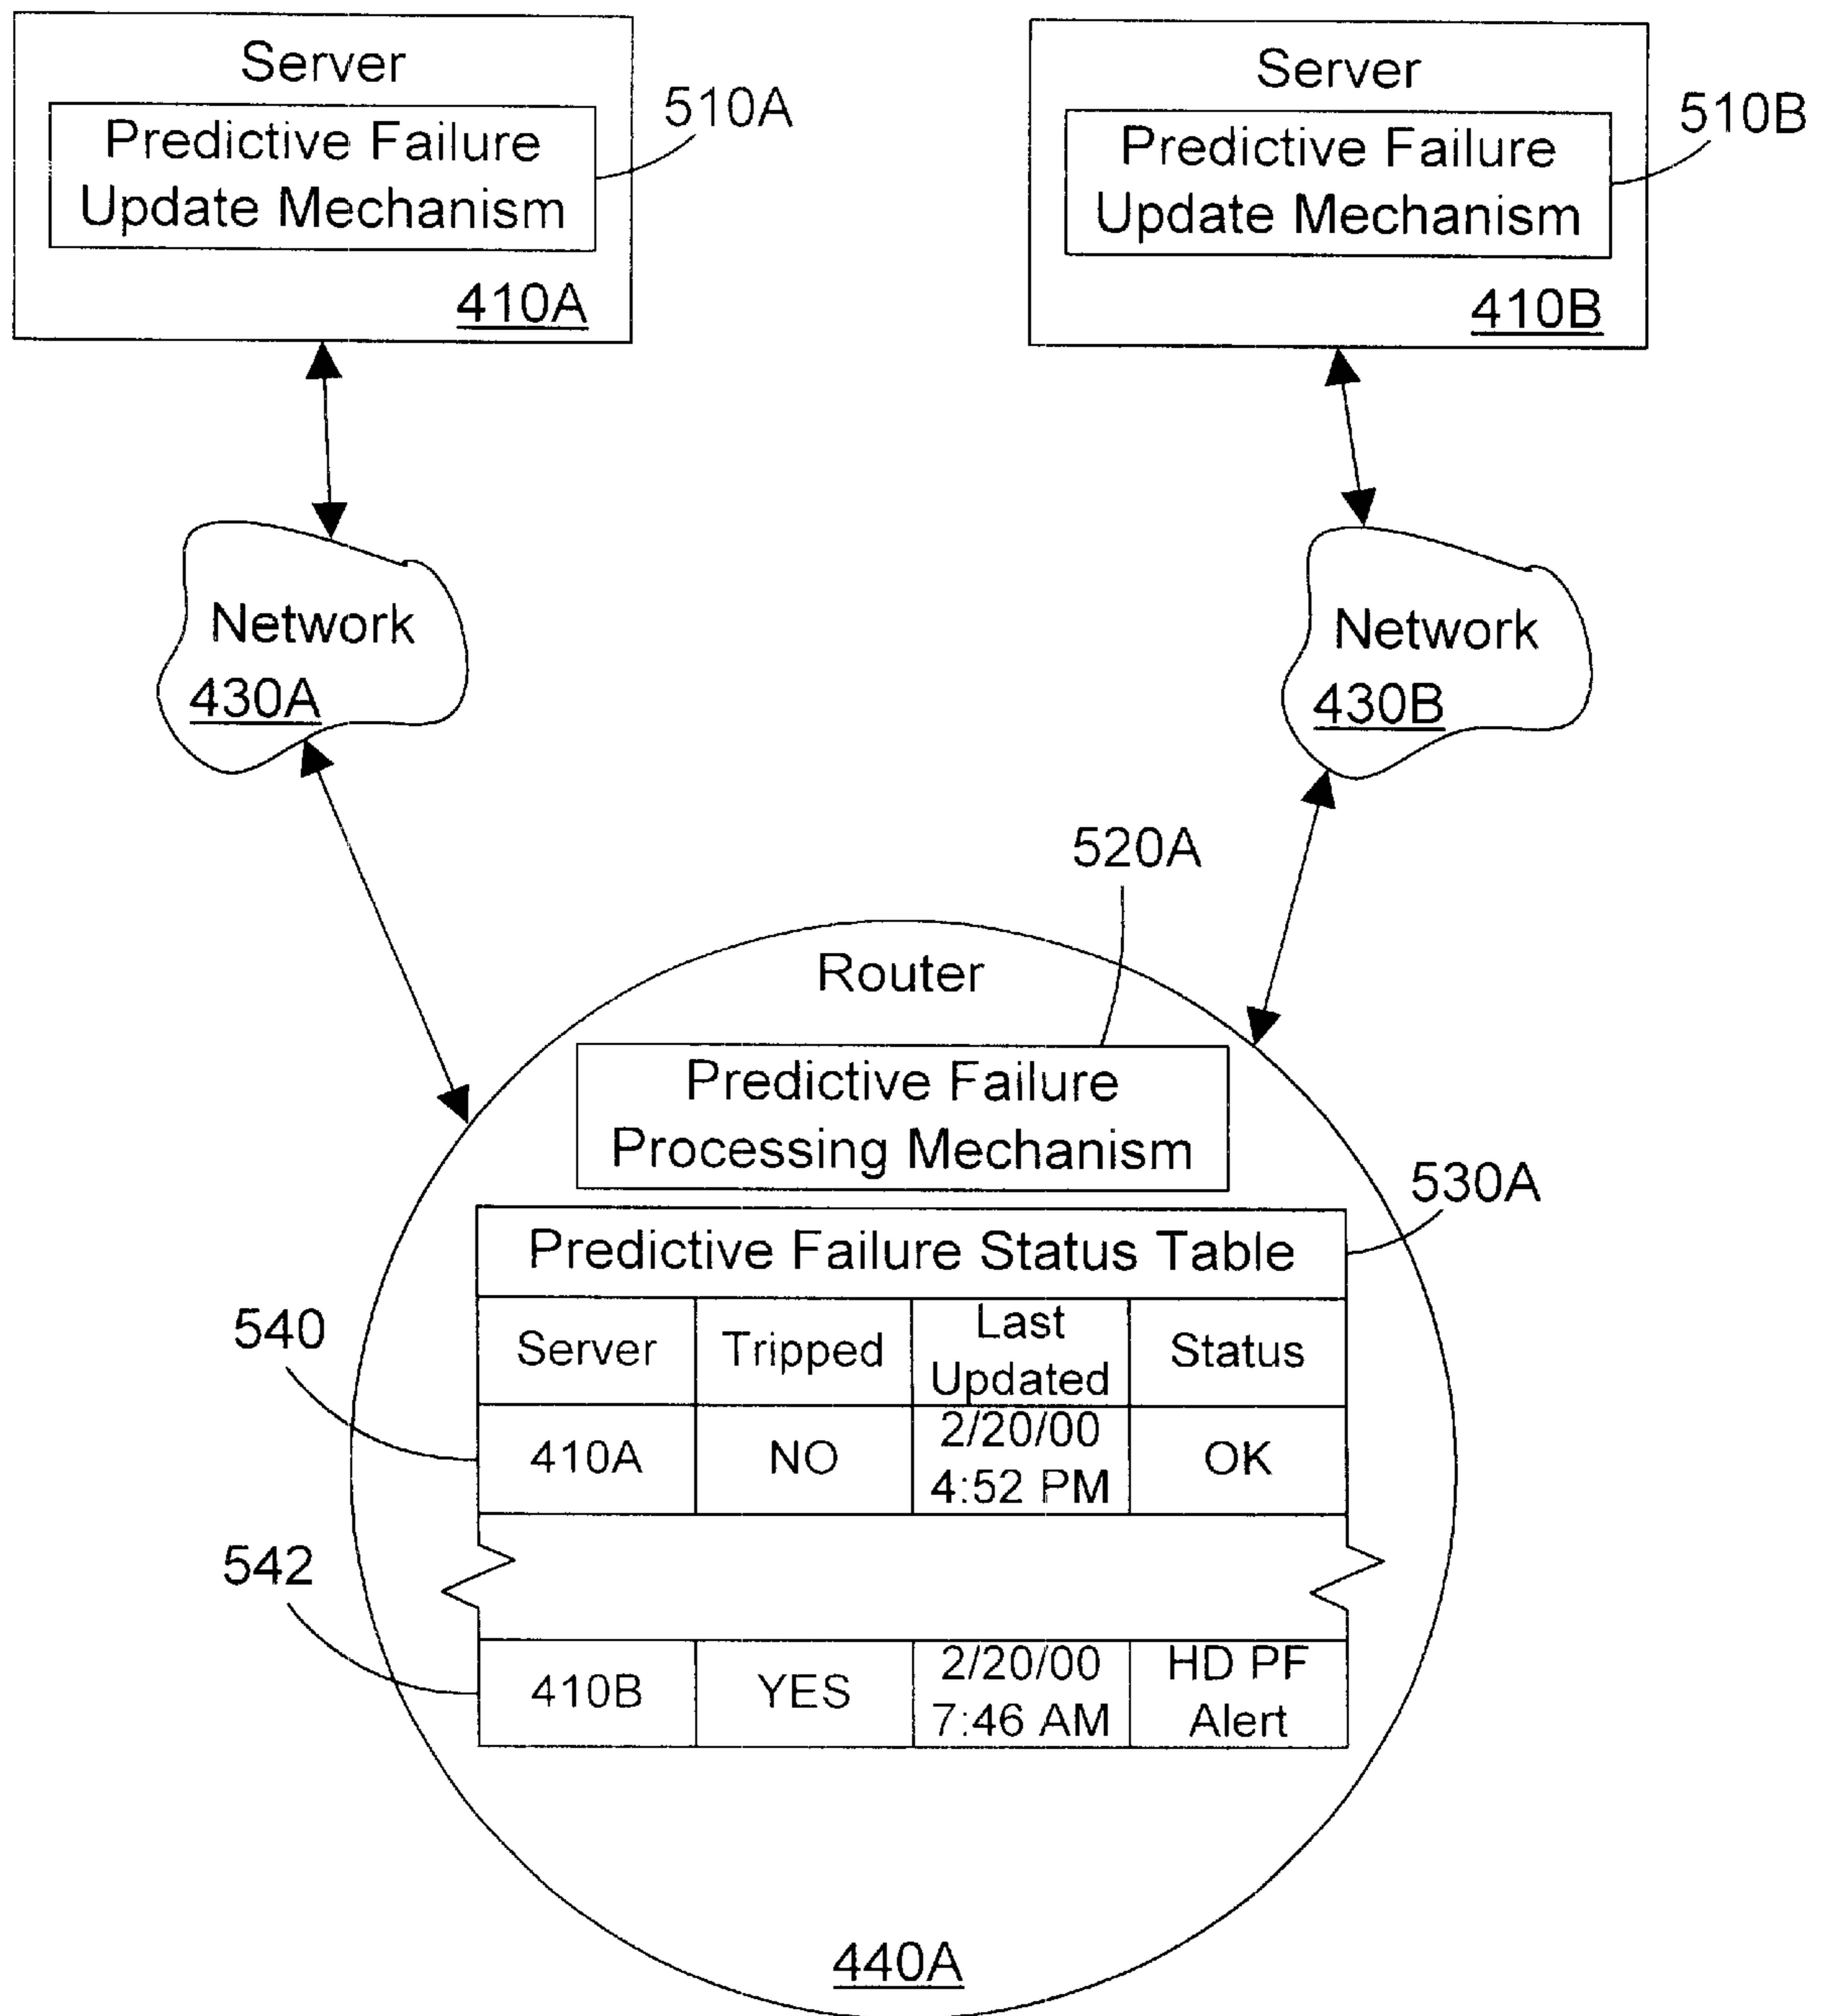 Server
Predictive Failure
Update Mechanism
410A
510A
Server
Predictive Failure
Update Mechanism
410B
510B
Network
430A
Network
430B
520A
Router
Predictive Failure
Processing Mechanism
530A
Predictive Failure Status Table
Server
Tripped
Last
Updated
Status
540
410A
NO
2/20/00
4:52 PM
OK
542
410B
YES
2/20/00
7:46 AM
HD PF
Alert
440A